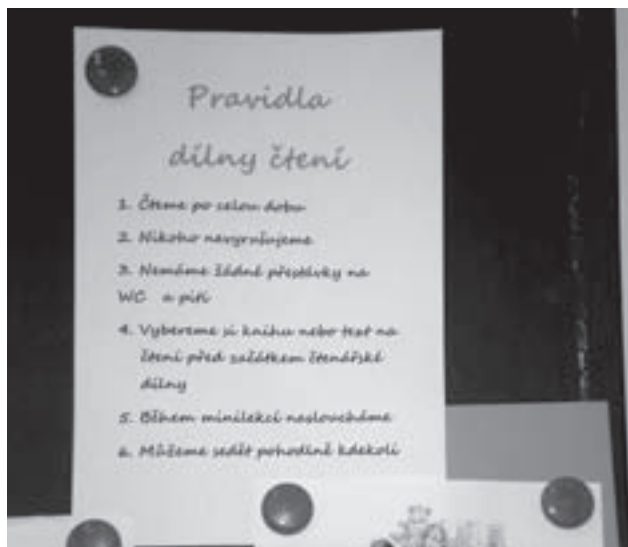 Pravidla
dílny čtení
1. Čteme po celou dobu
2. Nikoho nevyrušujeme
3. Nemáme žádné přestávky na
WC a pití
4. Vybereme si knihu nebo text na
čtení před začátkem čtenářské
dílny
5. Během minilekcí nasloucháme
6. Můžeme sedět pohodlně kdekoli